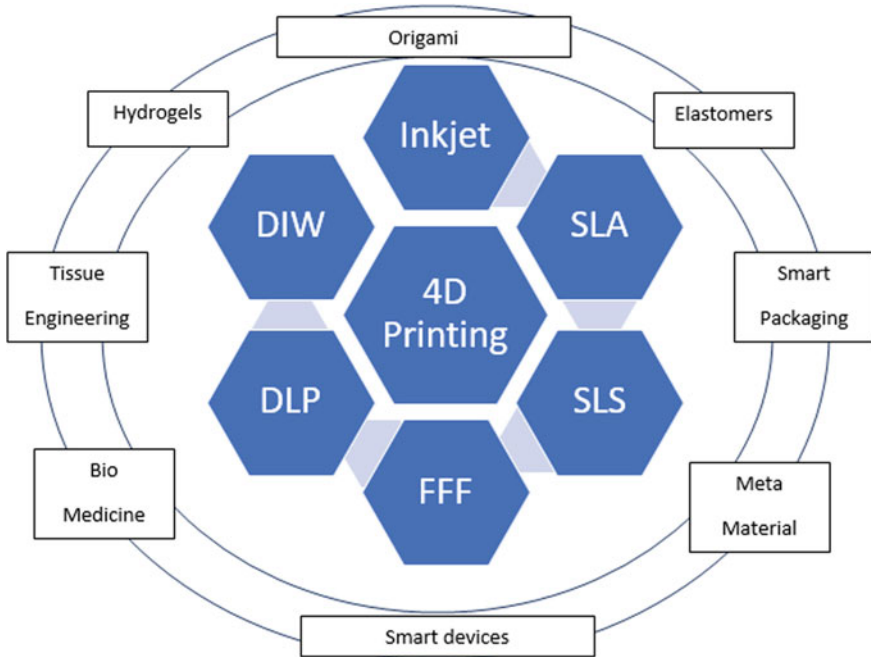 Origami
Hydrogels
Elastomers
Inkjet
DIW
SLA
Tissue
Engineering
4D
Printing
Smart
Packaging
DLP
SLS
Bio
Medicine
FFF
Meta
Material
Smart devices